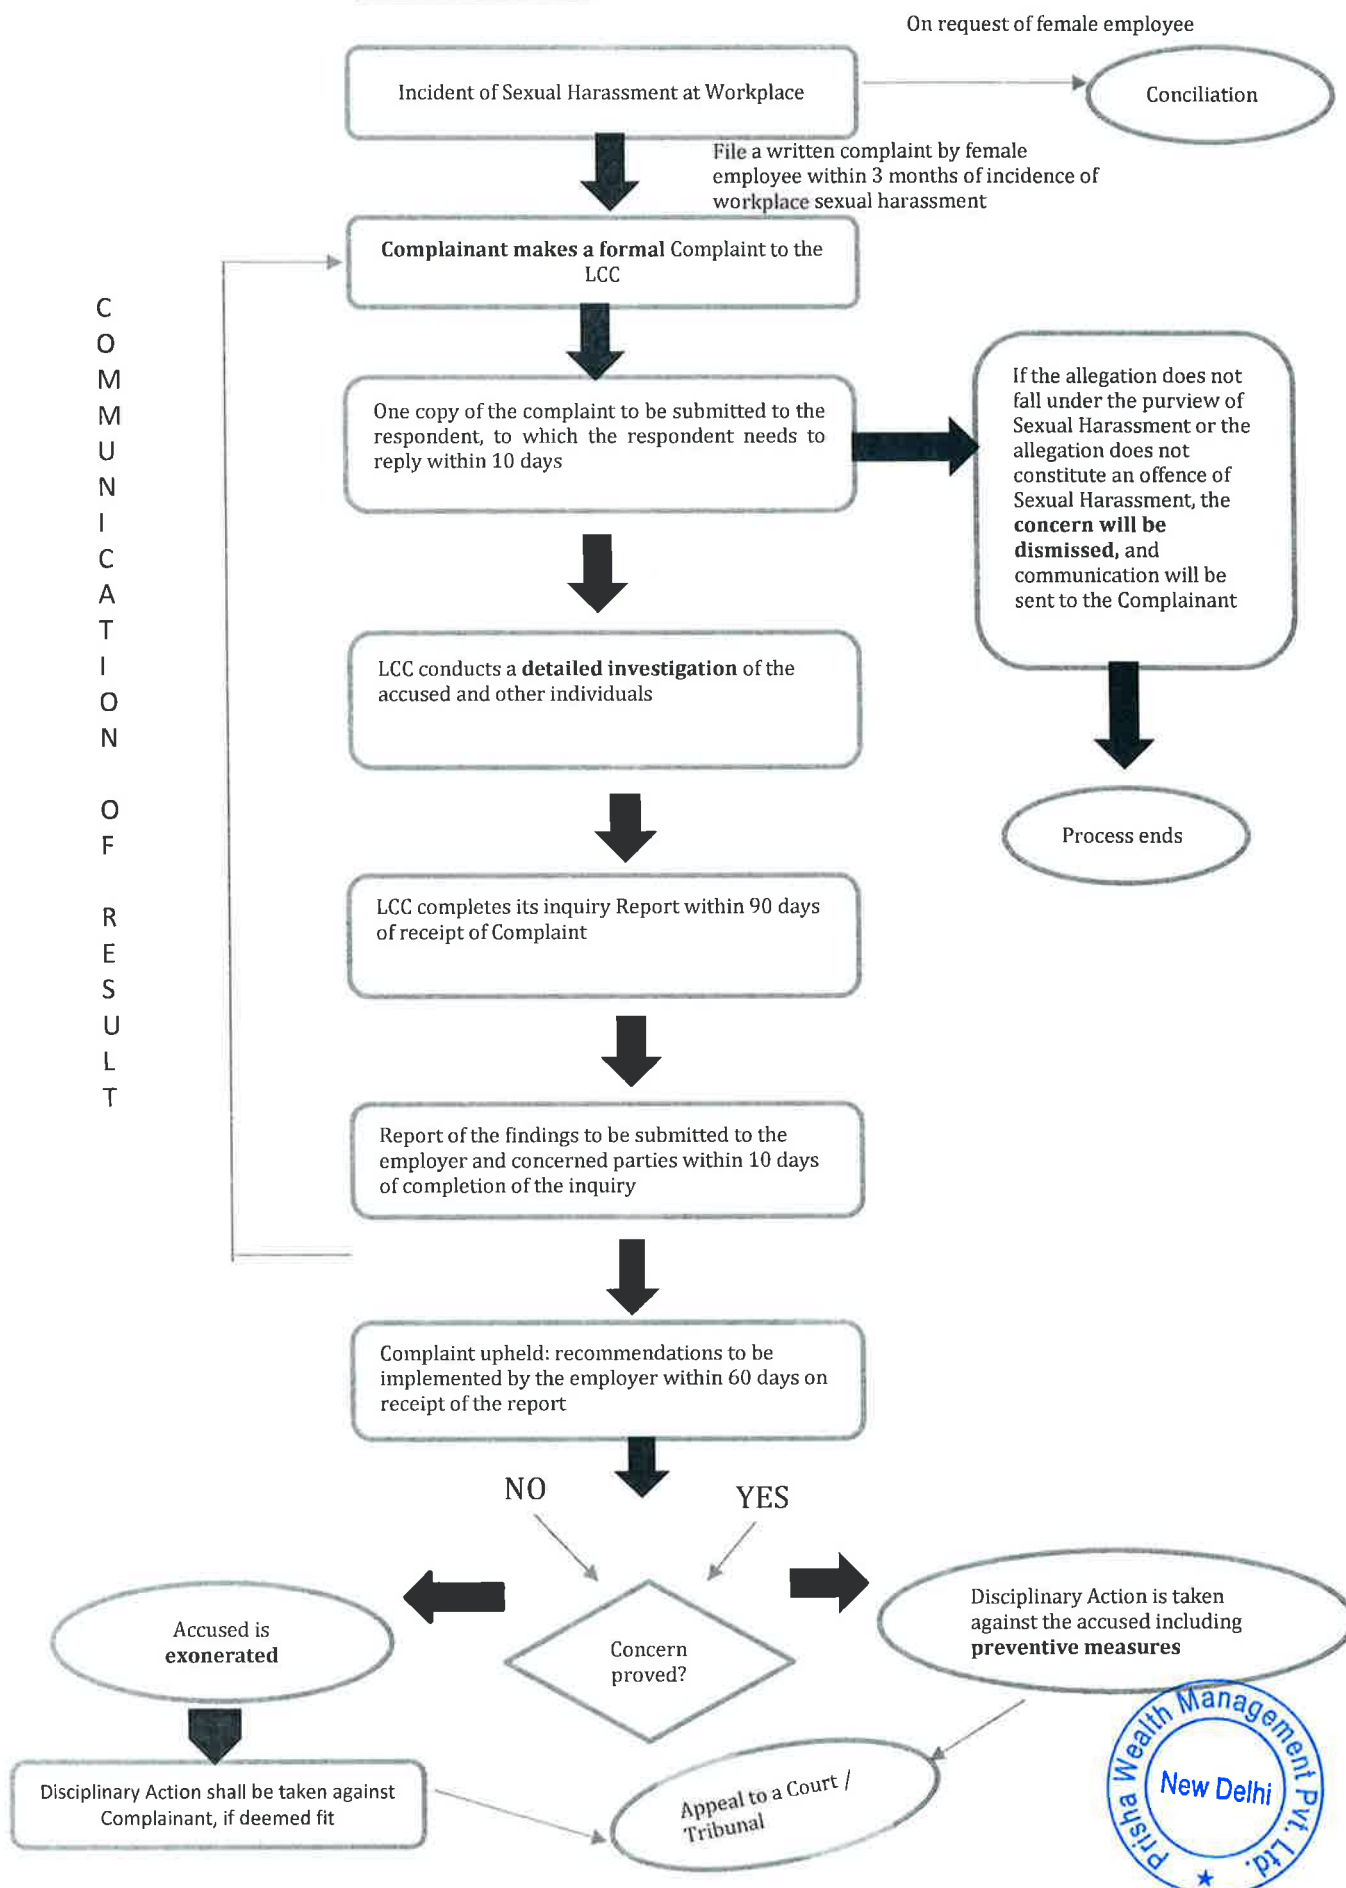 On request of female employee
Incident of Sexual Harassment at Workplace
Conciliation
File a written complaint by female
employee within 3 months of incidence of
workplace sexual harassment
Complainant makes a formal Complaint to the
LCC
One copy of the complaint to be submitted to the
respondent, to which the respondent needs to
reply within 10 days
If the allegation does not
fall under the purview of
Sexual Harassment or the
allegation does not
constitute an offence of
Sexual Harassment, the
concern will be
dismissed, and
communication will be
sent to the Complainant
COMMUNICATION OF RESULT
LCC conducts a detailed investigation of the
accused and other individuals
Process ends
LCC completes its inquiry Report within 90 days
of receipt of Complaint
Report of the findings to be submitted to the
employer and concerned parties within 10 days
of completion of the inquiry
Complaint upheld: recommendations to be
implemented by the employer within 60 days on
receipt of the report
NO
YES
Accused is
exonerated
Concern
proved?
Disciplinary Action is taken
against the accused including
preventive measures
Disciplinary Action shall be taken against
Complainant, if deemed fit
Appeal to a Court /
Tribunal
Prisha Wealth Management Pvt. Ltd.
New Delhi